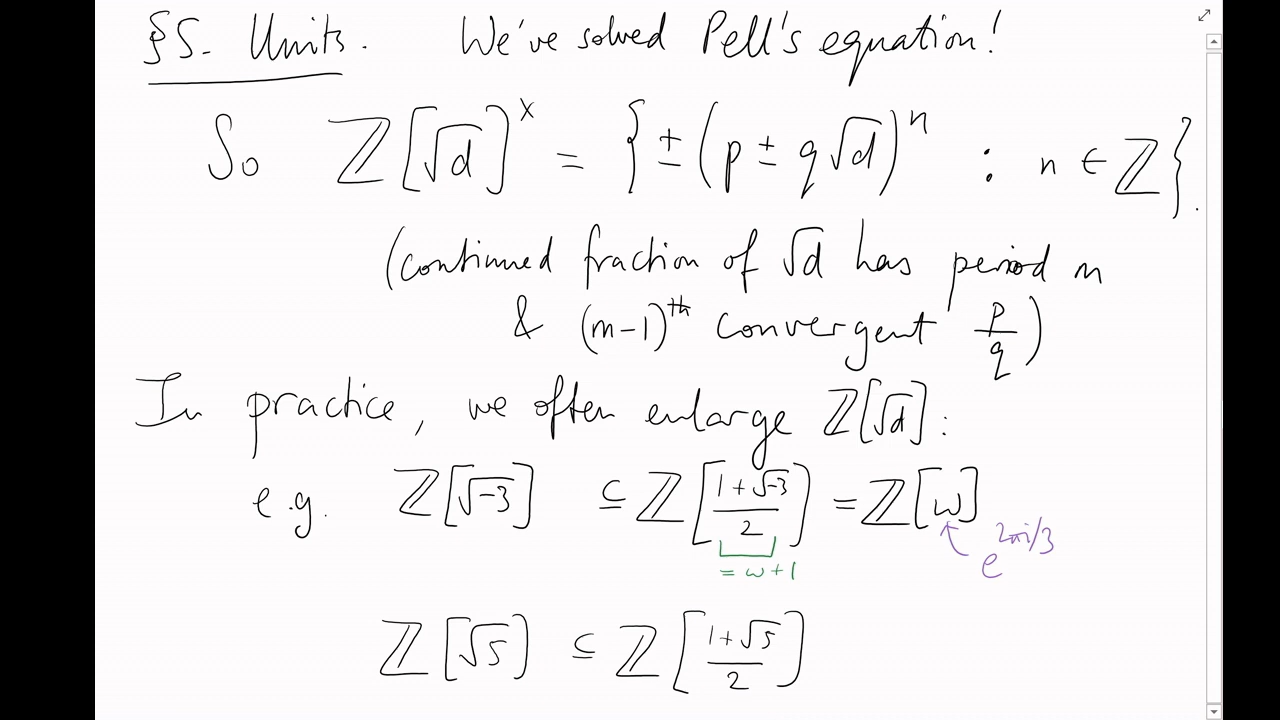 §5. Units. We've solved Pell's equation!
So ℤ[√d]^× = {±(p ± q√d)^n : n ∈ ℤ}.
(continued fraction of √d has period m
& (m-1)^th convergent p/q)
In practice, we often enlarge ℤ[√d]:
e.g. ℤ[√-3] ⊆ ℤ[(1+√-3)/2] = ℤ[ω]
e^{2πi/3}
= ω+1
ℤ[√5] ⊆ ℤ[(1+√5)/2]